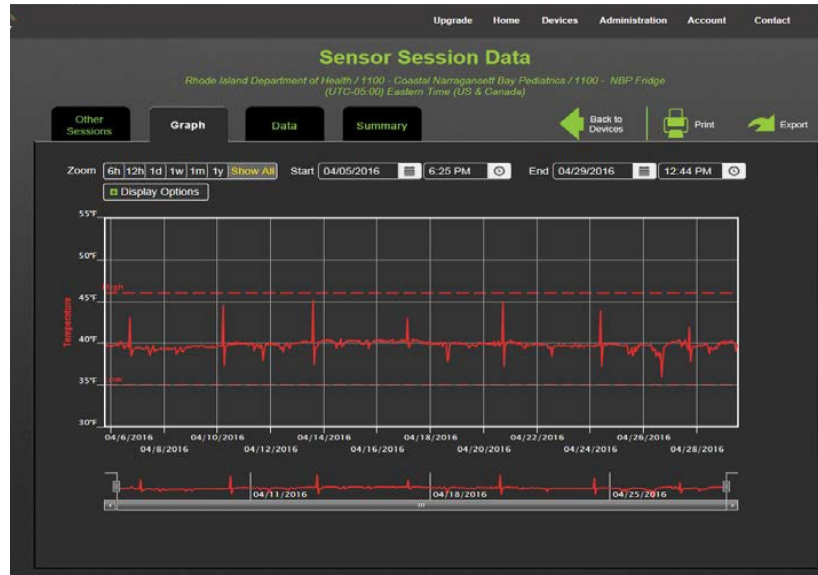 Upgrade Home Devices Administration Account Contact
Sensor Session Data
Rhode Island Department of Health / 1100 - Coastal Narragansett Bay Pediatrics / 1100 - NBP Fridge
(UTC-05:00) Eastern Time (US & Canada)
Other
Sessions
Graph
Data
Summary
Back to
Devices
Print
Export
Zoom 6h 12h 1d 1w 1m 1y Show All Start 04/05/2016 6:25 PM End 04/29/2016 12:44 PM
Display Options
55°F
50°F
High
45°F
Temperature
40°F
35°F
Low
30°F
04/6/2016 04/10/2016 04/14/2016 04/18/2016 04/22/2016 04/26/2016
04/8/2016 04/12/2016 04/16/2016 04/20/2016 04/24/2016 04/28/2016
04/11/2016 04/18/2016 04/25/2016